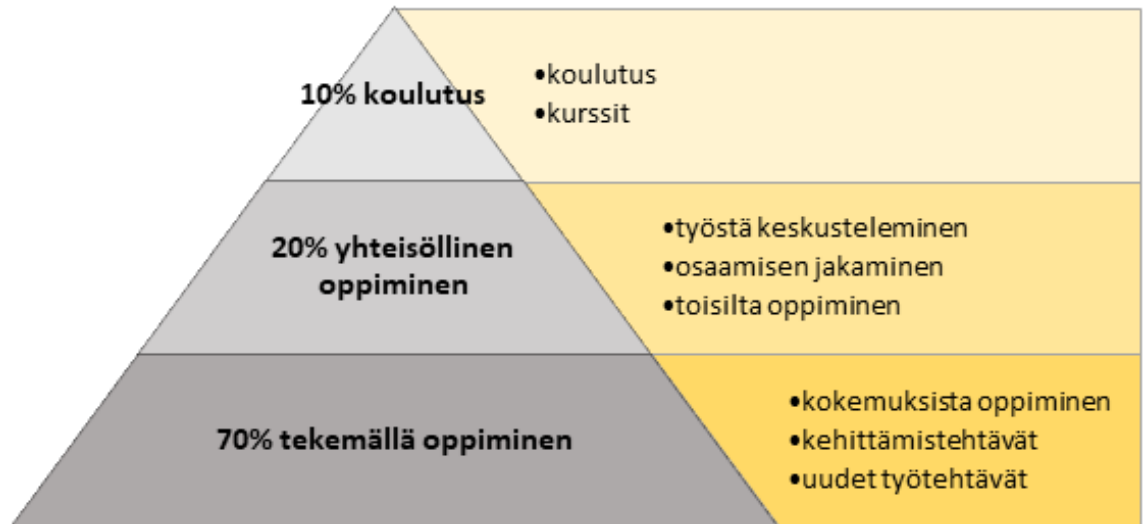 10% koulutus
•koulutus
•kurssit
20% yhteisöllinen
oppiminen
•työstä keskusteleminen
•osaamisen jakaminen
•toisilta oppiminen
70% tekemällä oppiminen
•kokemuksista oppiminen
•kehittämistehtävät
•uudet työtehtävät